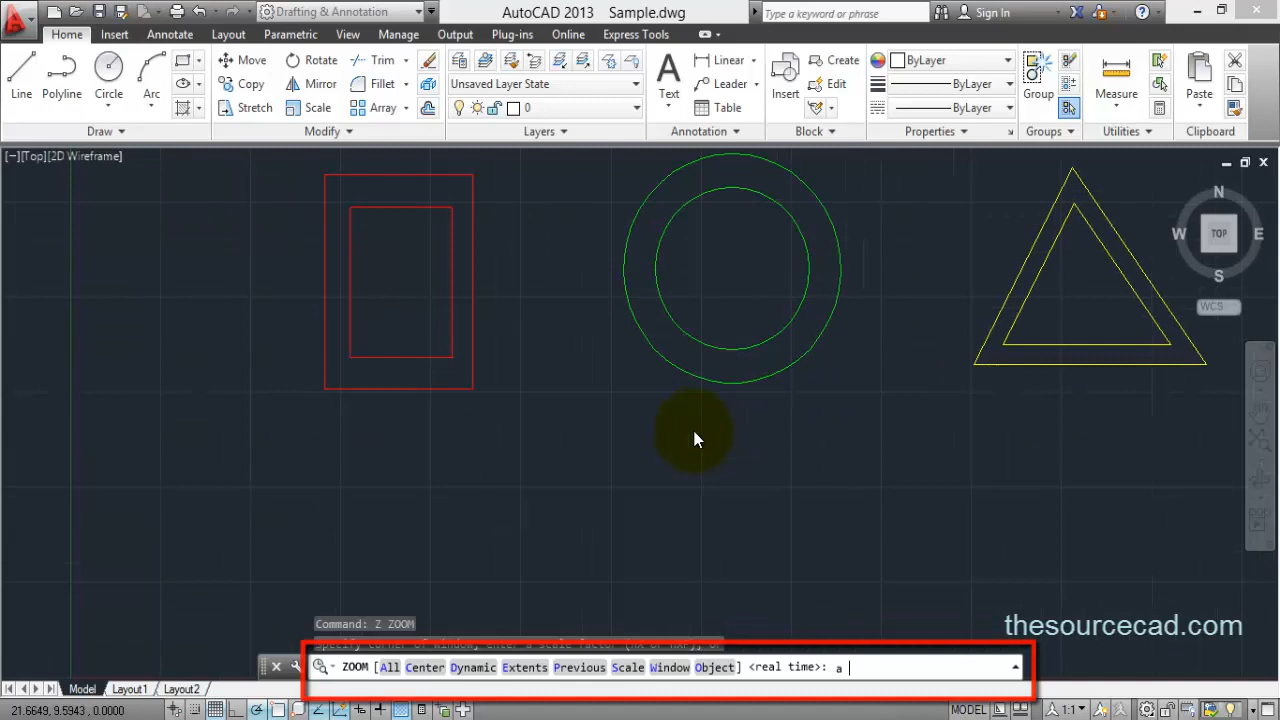 Drafting & Annotation
AutoCAD 2013 Sample.dwg
Type a keyword or phrase
Sign In
Home Insert Annotate Layout Parametric View Manage Output Plug-ins Online Express Tools
Move Rotate Trim
Line Polyline Circle Arc
Copy Mirror Fillet
Stretch Scale Array
Unsaved Layer State
0
Text
Linear
Leader
Table
Insert
Create
Edit
ByLayer
ByLayer
ByLayer
Group
Measure
Paste
Draw Modify Layers Annotation Block Properties Groups Utilities Clipboard
[−][Top][2D Wireframe]
N
W TOP E
S
WCS
Command: Z ZOOM
thesourcecad.com
ZOOM [All Center Dynamic Extents Previous Scale Window Object] <real time>: a
Model Layout1 Layout2
21.6649, 9.5943, 0.0000
MODEL
1:1